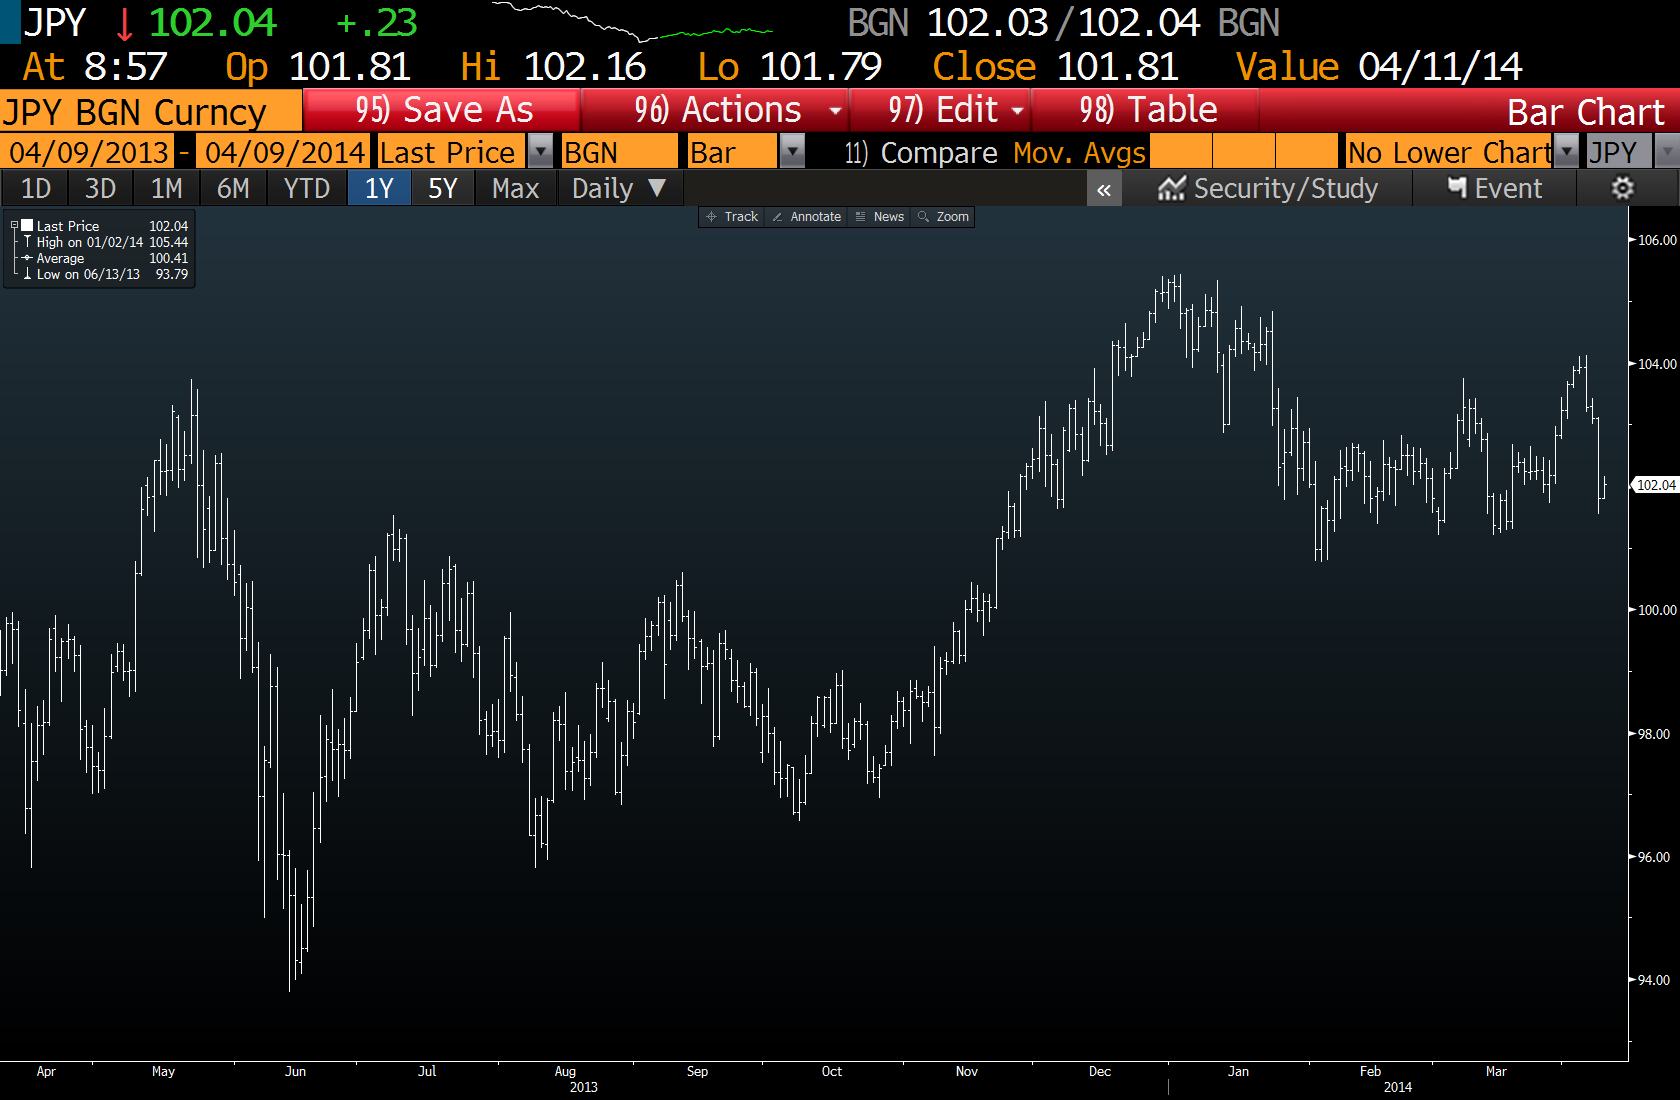 JPY ↓ 102.04 +.23 BGN 102.03/102.04 BGN
At 8:57 Op 101.81 Hi 102.16 Lo 101.79 Close 101.81 Value 04/11/14
JPY BGN Curncy 95) Save As 96) Actions 97) Edit 98) Table Bar Chart
04/09/2013 - 04/09/2014 Last Price BGN Bar 11) Compare Mov. Avgs No Lower Chart JPY
1D 3D 1M 6M YTD 1Y 5Y Max Daily ▼ « Security/Study Event
Track Annotate News Zoom
Last Price 102.04
High on 01/02/14 105.44
Average 100.41
Low on 06/13/13 93.79
106.00
104.00
102.04
100.00
98.00
96.00
94.00
Apr May Jun Jul Aug Sep Oct Nov Dec Jan Feb Mar
2013 2014